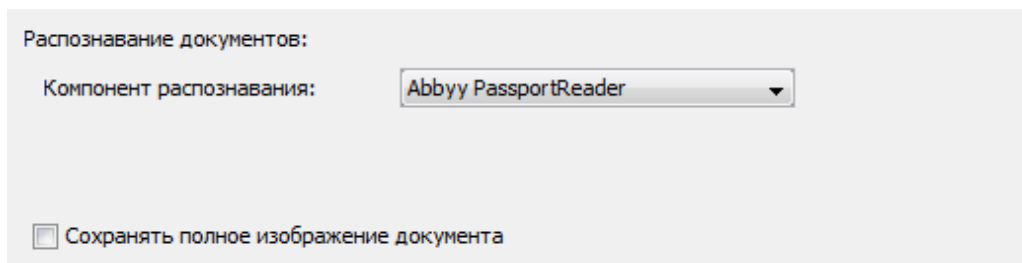 Распознавание документов:
Компонент распознавания: Abbyy PassportReader
Сохранять полное изображение документа